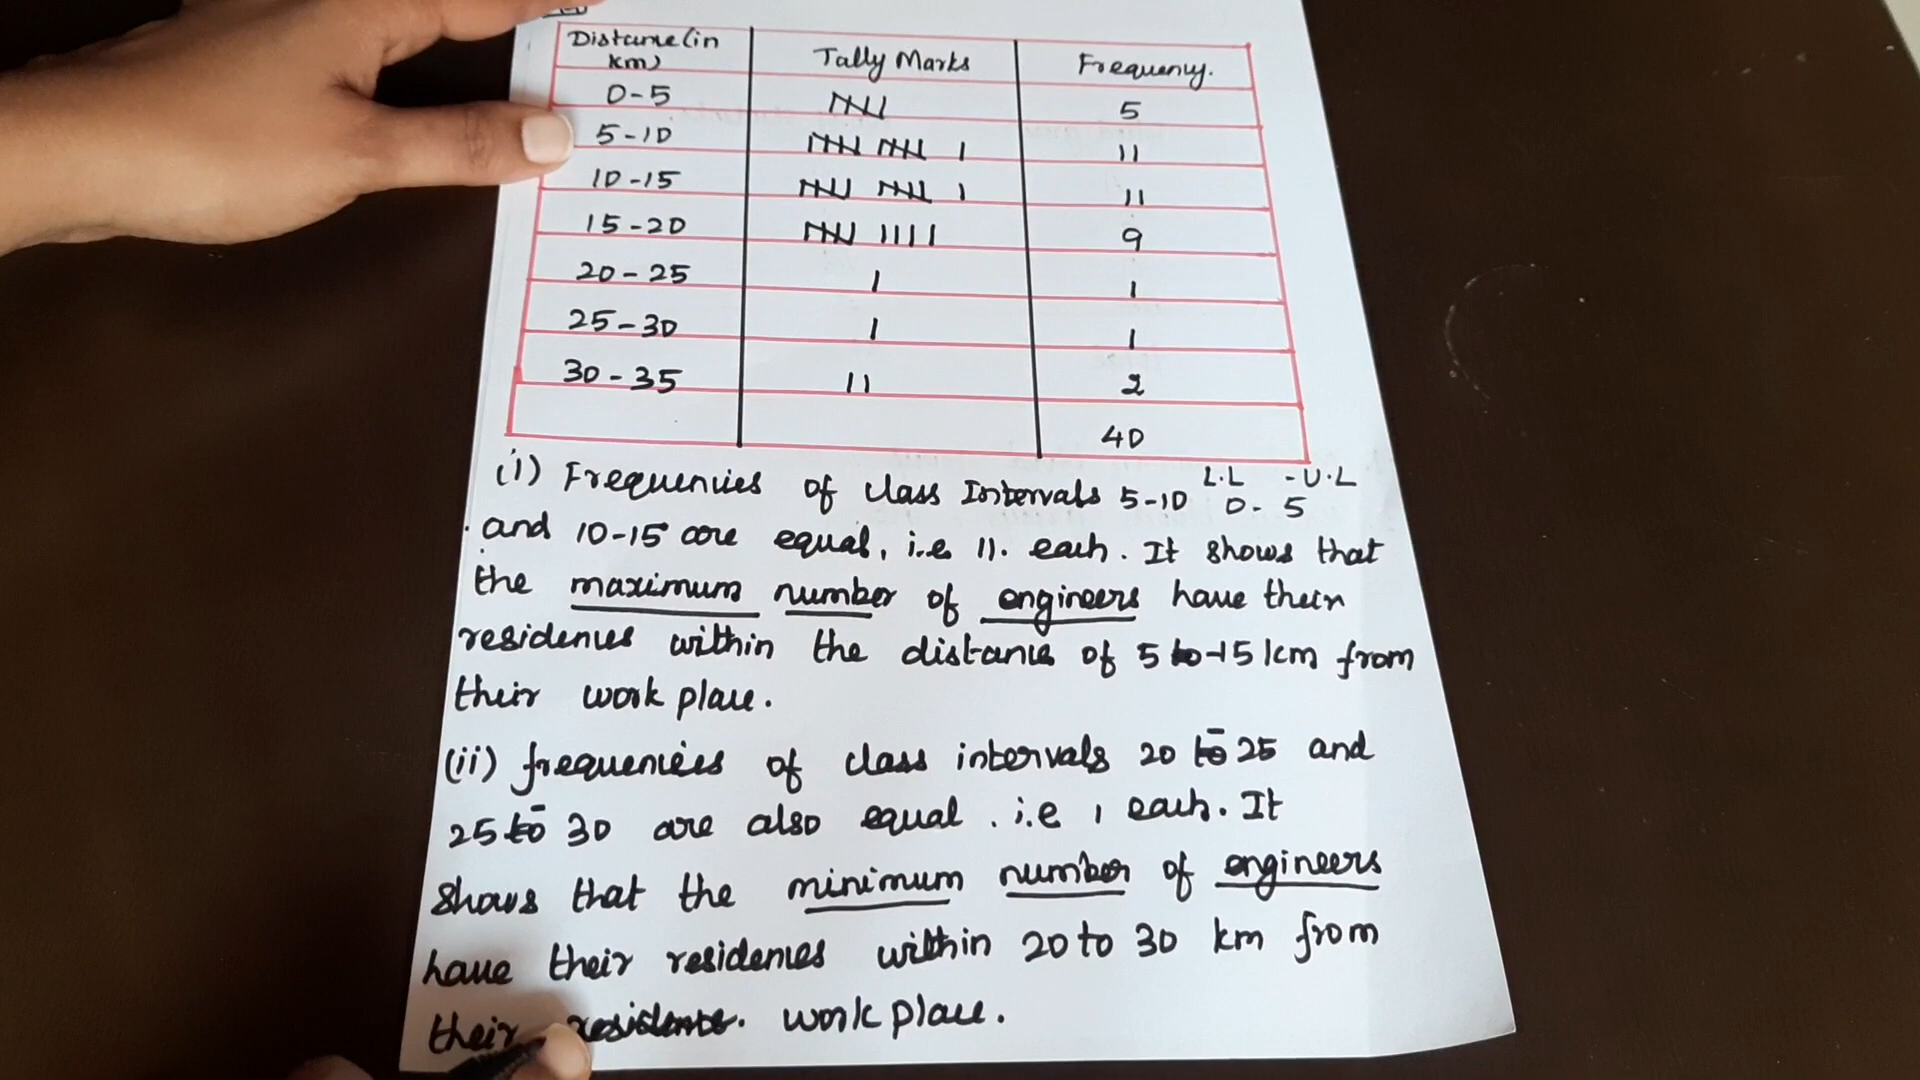 Distance (in km) Tally Marks Frequency.
0-5 𝍸 5
5-10 𝍸 𝍸 | 11
10-15 𝍸 𝍸 | 11
15-20 𝍸 |||| 9
20-25 | 1
25-30 | 1
30-35 || 2
40
(i) Frequencies of class Intervals 5-10 L.L - U.L
0-5
and 10-15 are equal, i.e 11. each. It shows that
the maximum number of engineers have their
residences within the distance of 5 to 15 km from
their work place.
(ii) frequencies of class intervals 20 to 25 and
25 to 30 are also equal. i.e 1 each. It
shows that the minimum number of engineers
have their residences within 20 to 30 km from
their work place.